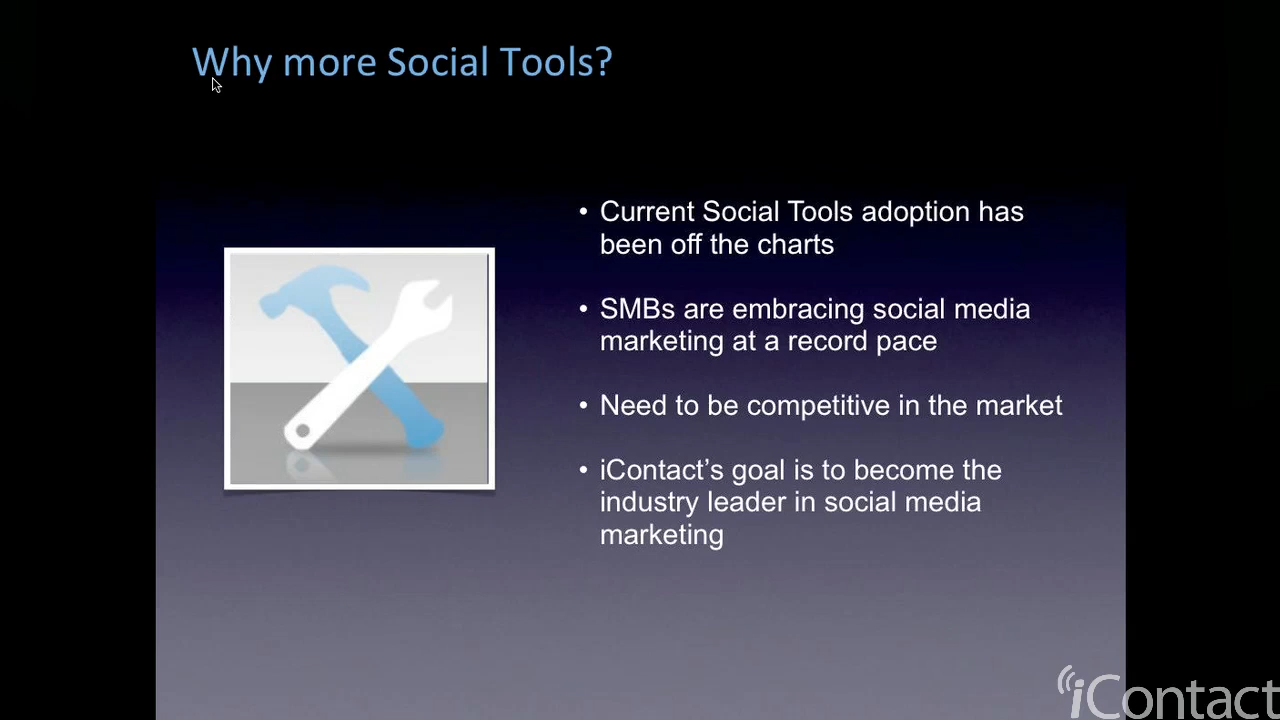 Why more Social Tools?
• Current Social Tools adoption has
been off the charts
• SMBs are embracing social media
marketing at a record pace
• Need to be competitive in the market
• iContact’s goal is to become the
industry leader in social media
marketing
iContact